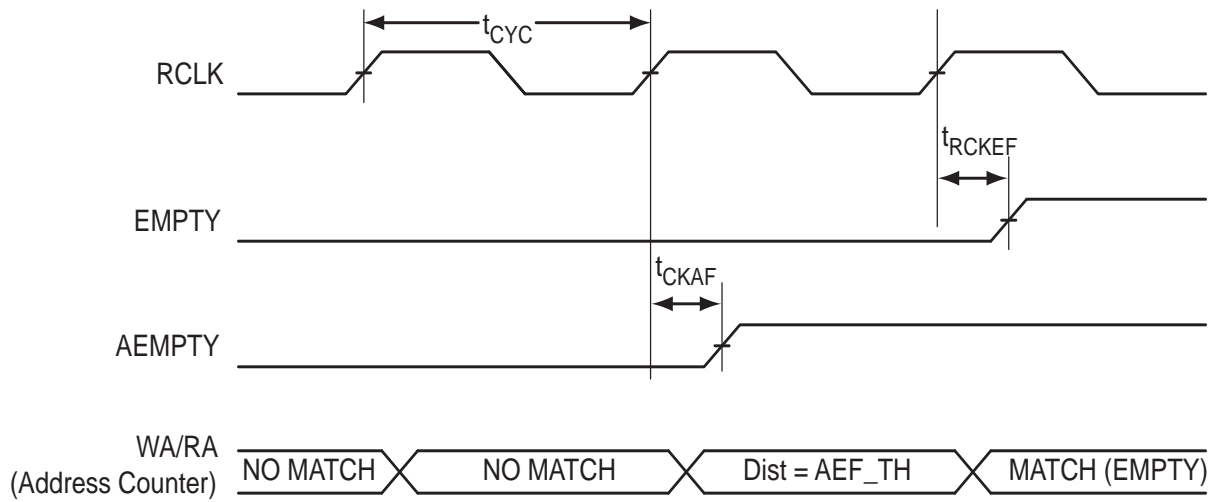 tCYC
RCLK
tRCKEF
EMPTY
tCKAF
AEMPTY
WA/RA
(Address Counter)
NO MATCH
NO MATCH
Dist = AEF_TH
MATCH (EMPTY)